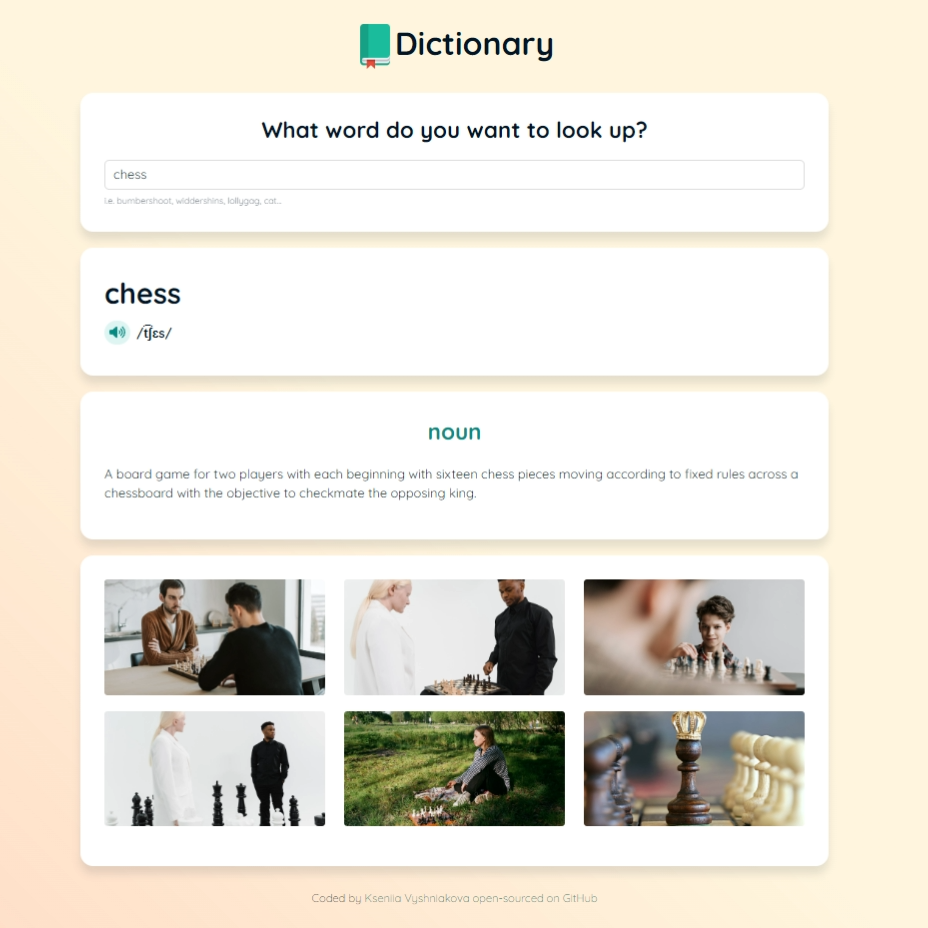 Dictionary
What word do you want to look up?
chess
i.e. bumbershoot, widdershins, lollygag, cat...
chess
/t͡ʃɛs/
noun
A board game for two players with each beginning with sixteen chess pieces moving according to fixed rules across a
chessboard with the objective to checkmate the opposing king.
Coded by Kseniia Vyshniakova open-sourced on GitHub